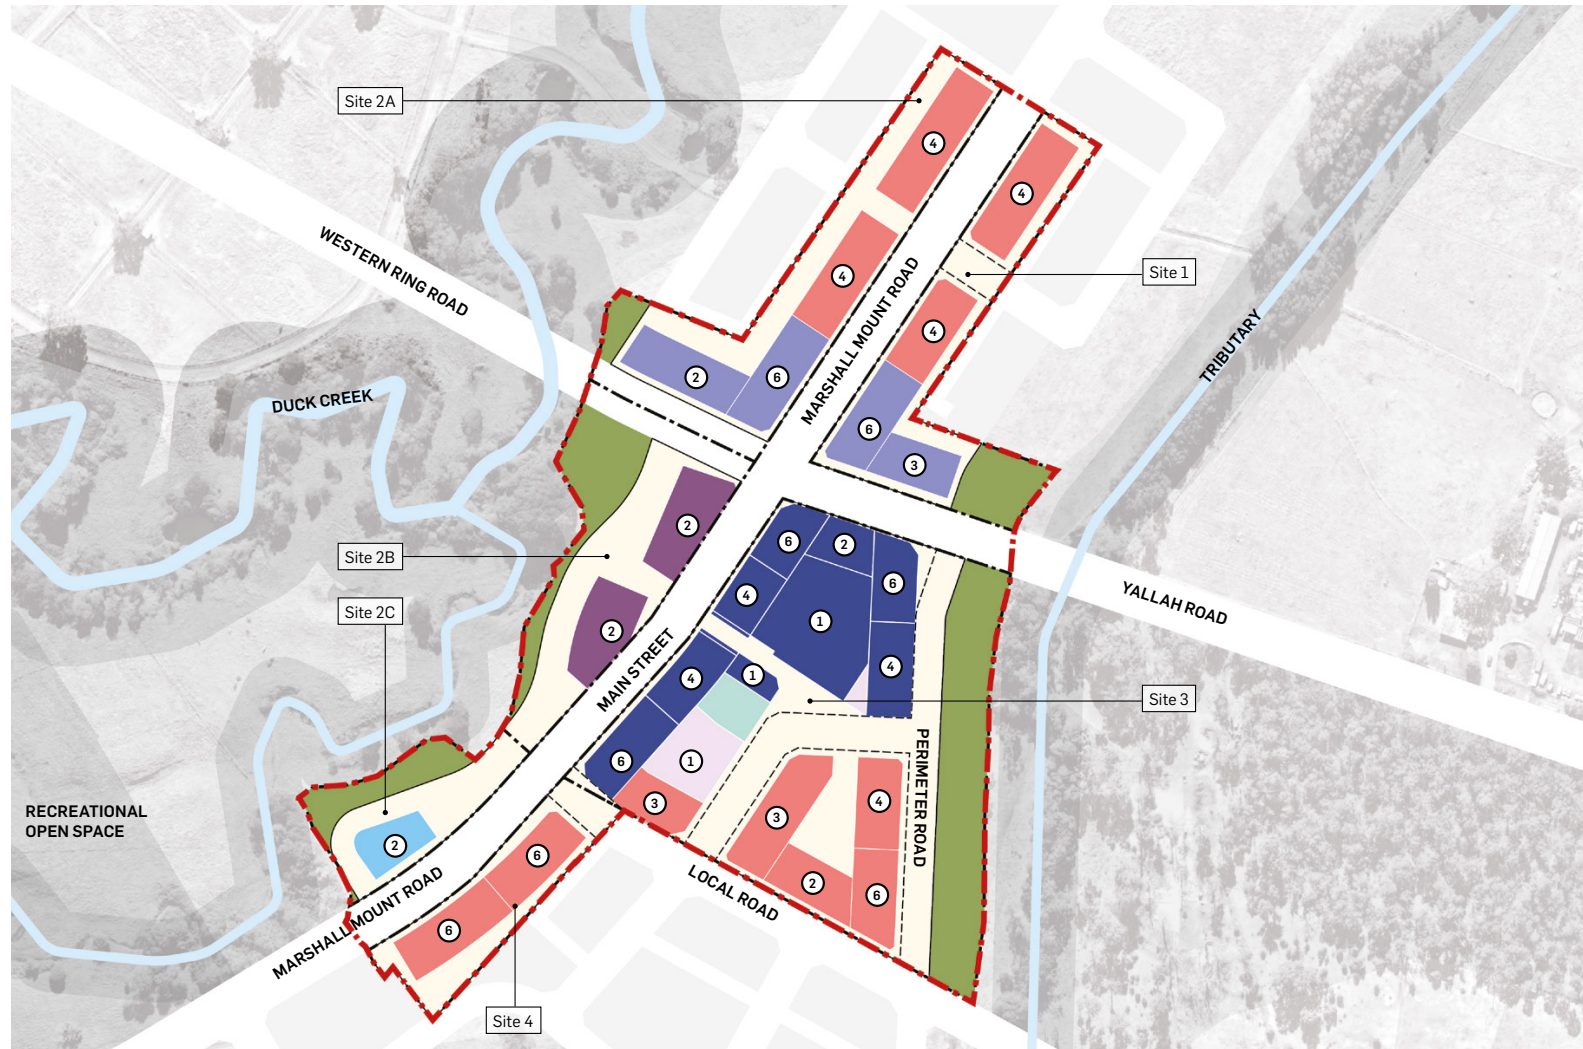 Site 2A
4
4
WESTERN RING ROAD
4
MARSHALL MOUNT ROAD
Site 1
4
TRIBUTARY
DUCK CREEK
2
6
6
3
2
6
2
Site 2B
6
4
YALLAH ROAD
Site 2C
2
1
MAIN STREET
4
1
4
Site 3
6
1
PERIMETER ROAD
3
4
3
RECREATIONAL
OPEN SPACE
2
6
LOCAL ROAD
2
6
MARSHALL MOUNT ROAD
6
Site 4
4